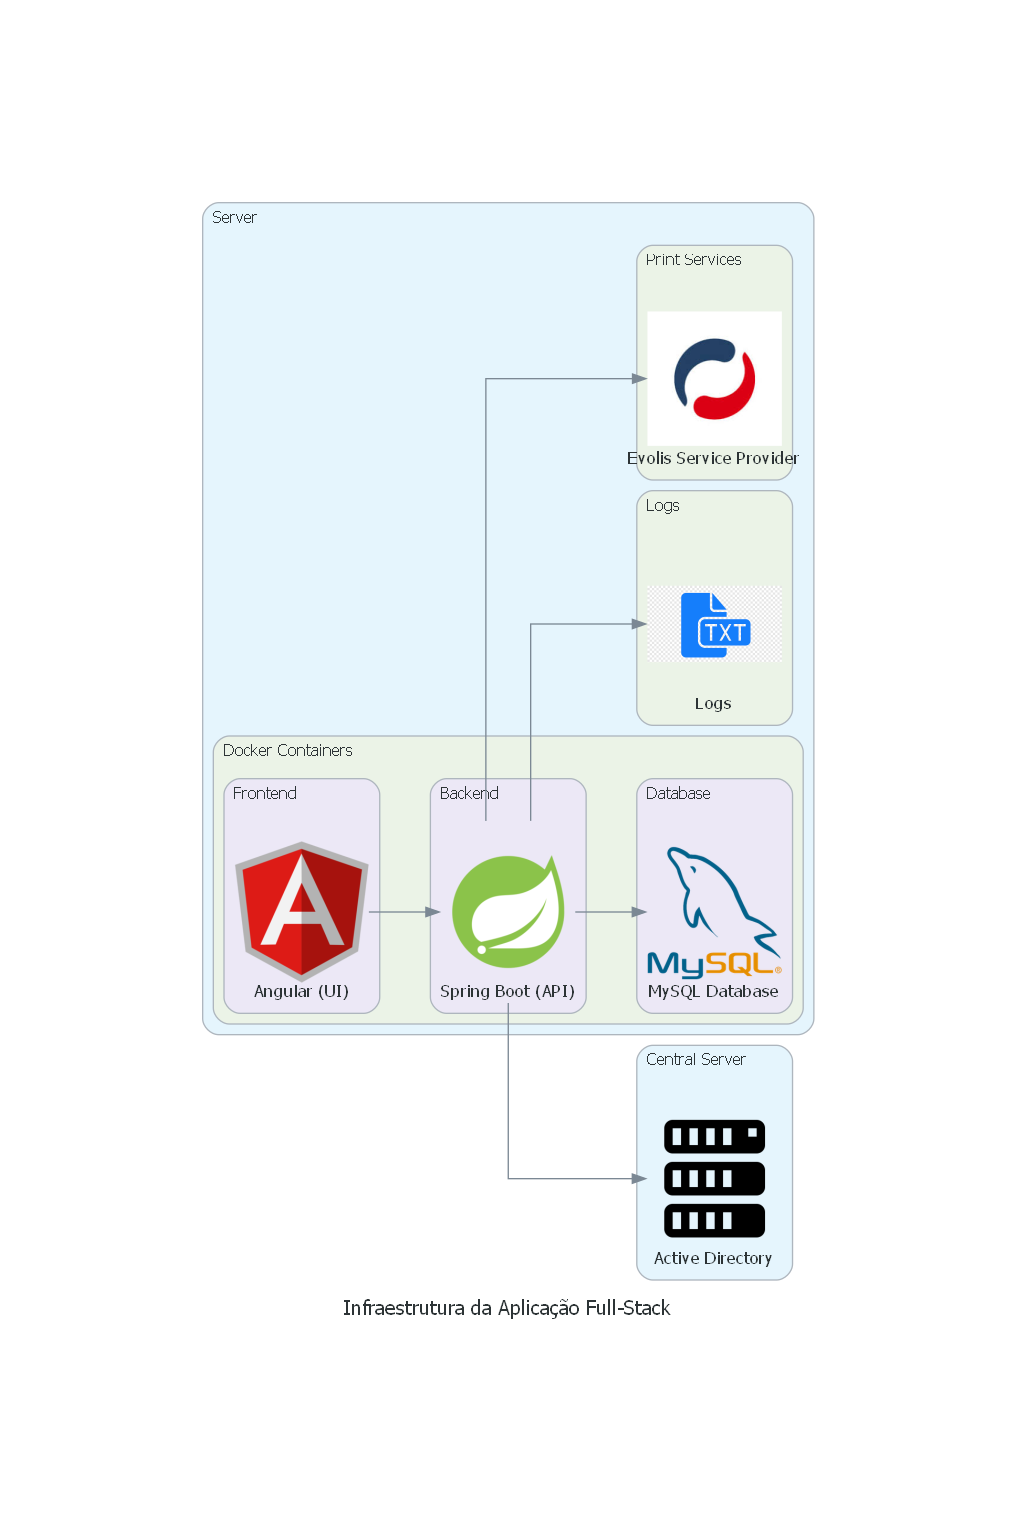 Server
Print Services
Evolis Service Provider
Logs
TXT
Logs
Docker Containers
Frontend
Backend
Database
MySQL®
Angular (UI)
Spring Boot (API)
MySQL Database
Central Server
Active Directory
Infraestrutura da Aplicação Full-Stack